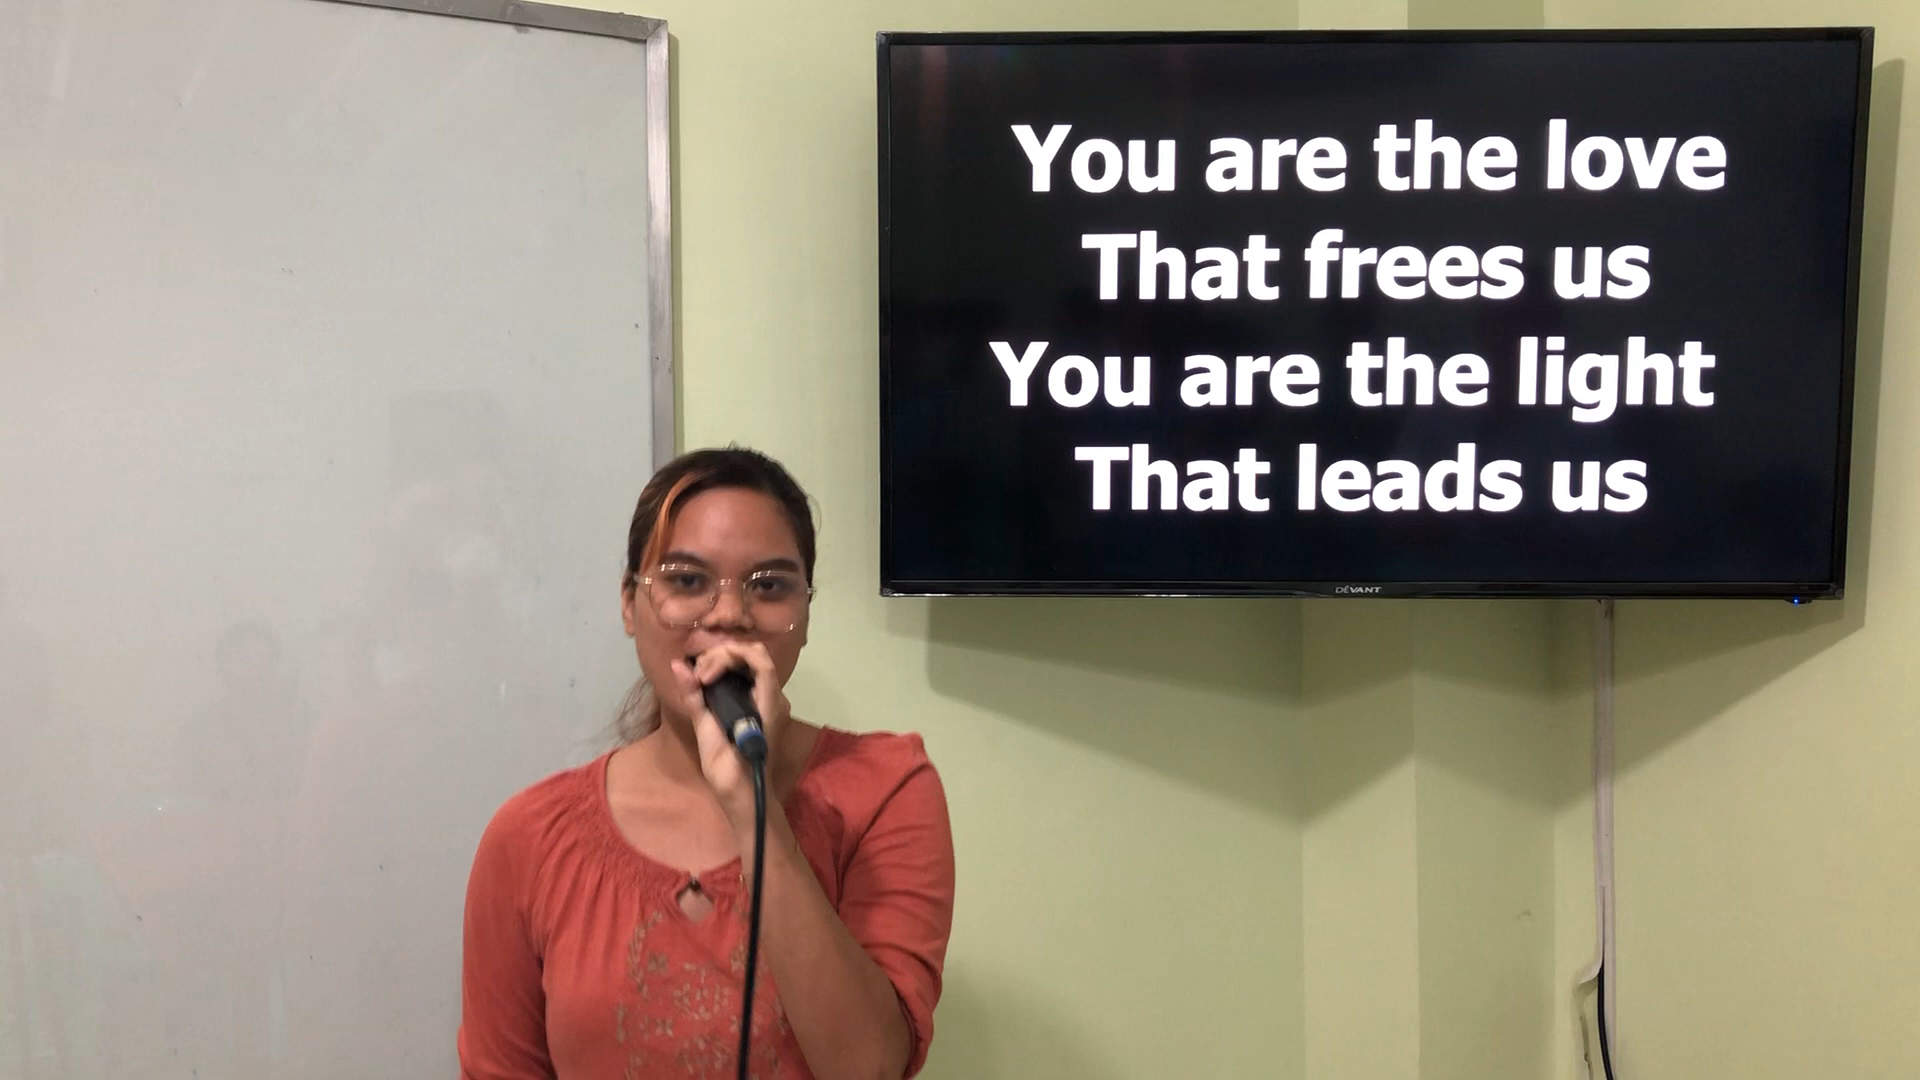 You are the love
That frees us
You are the light
That leads us
DEVANT